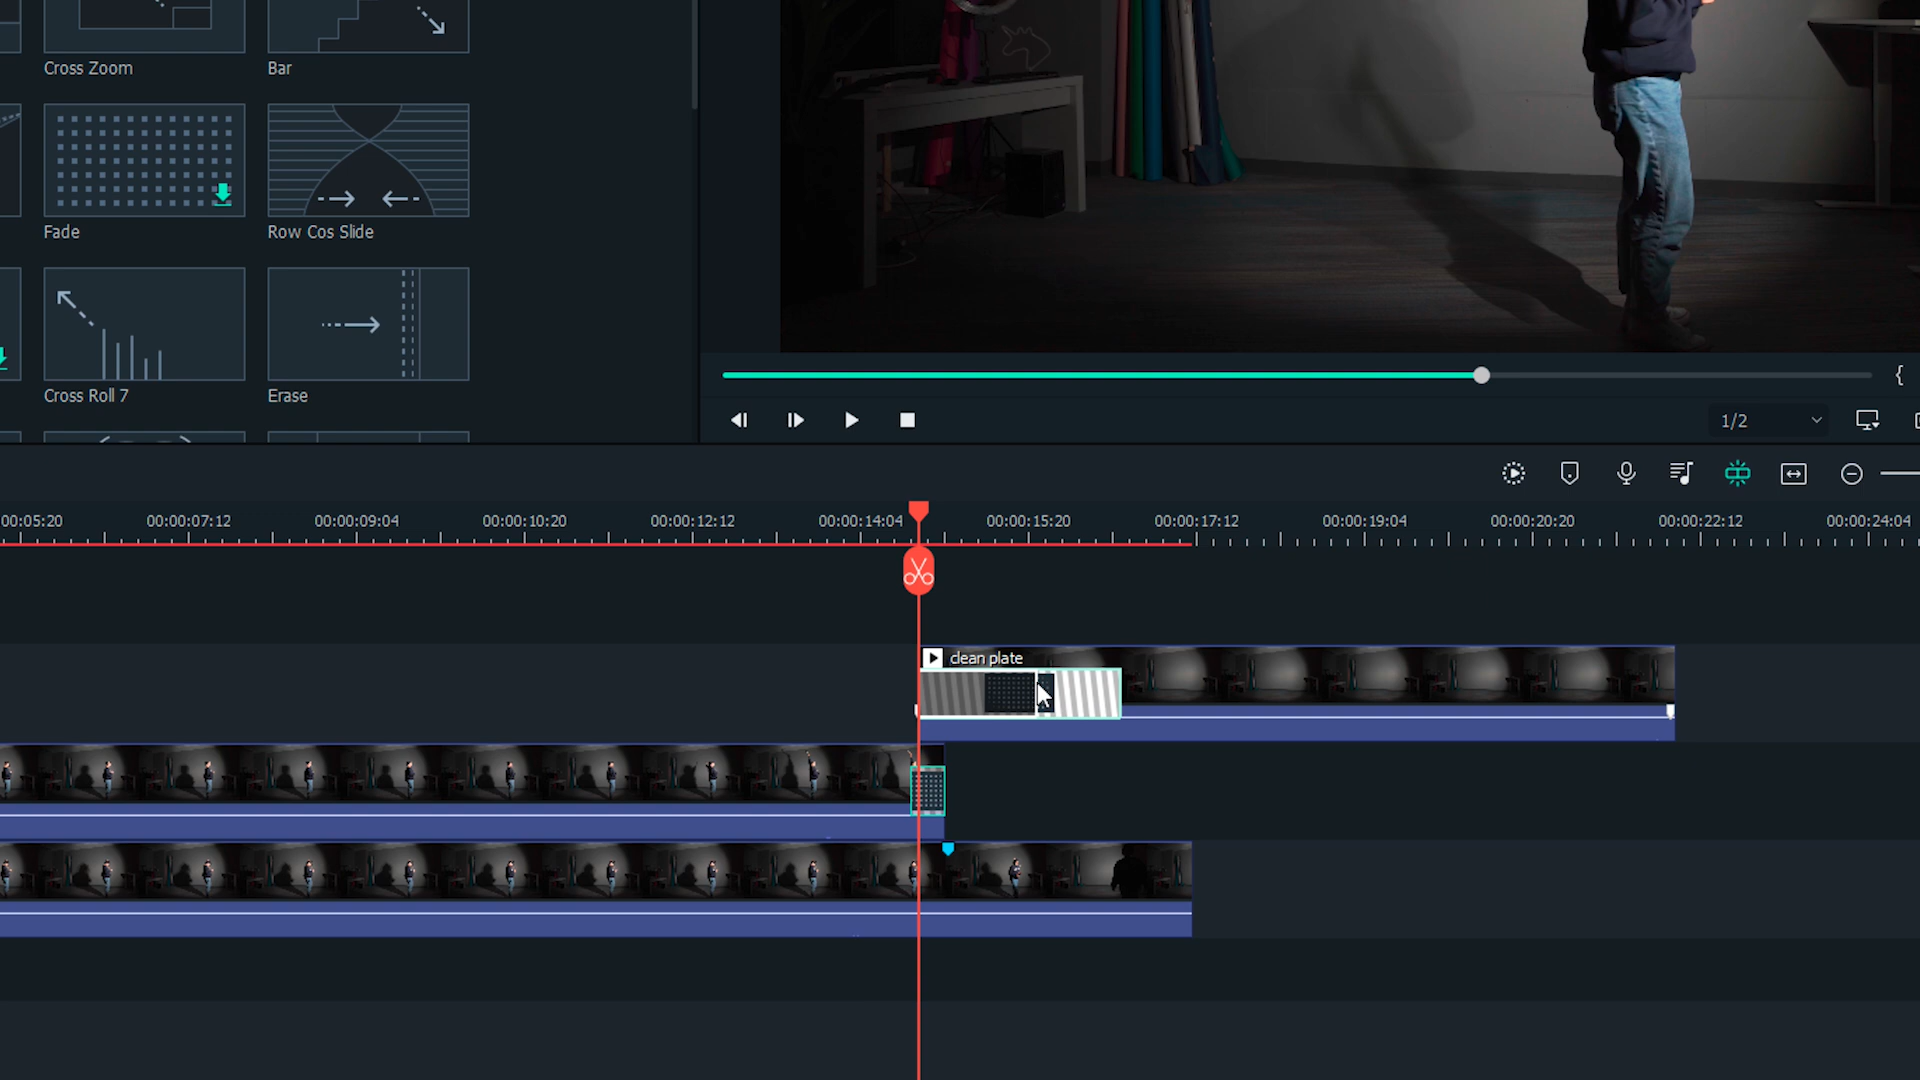 Cross Zoom
Bar
Fade
Row Cos Slide
Cross Roll 7
Erase
1/2
00:05:20
00:00:07:12
00:00:09:04
00:00:10:20
00:00:12:12
00:00:14:04
00:00:15:20
00:00:17:12
00:00:19:04
00:00:20:20
00:00:22:12
00:00:24:04
clean plate